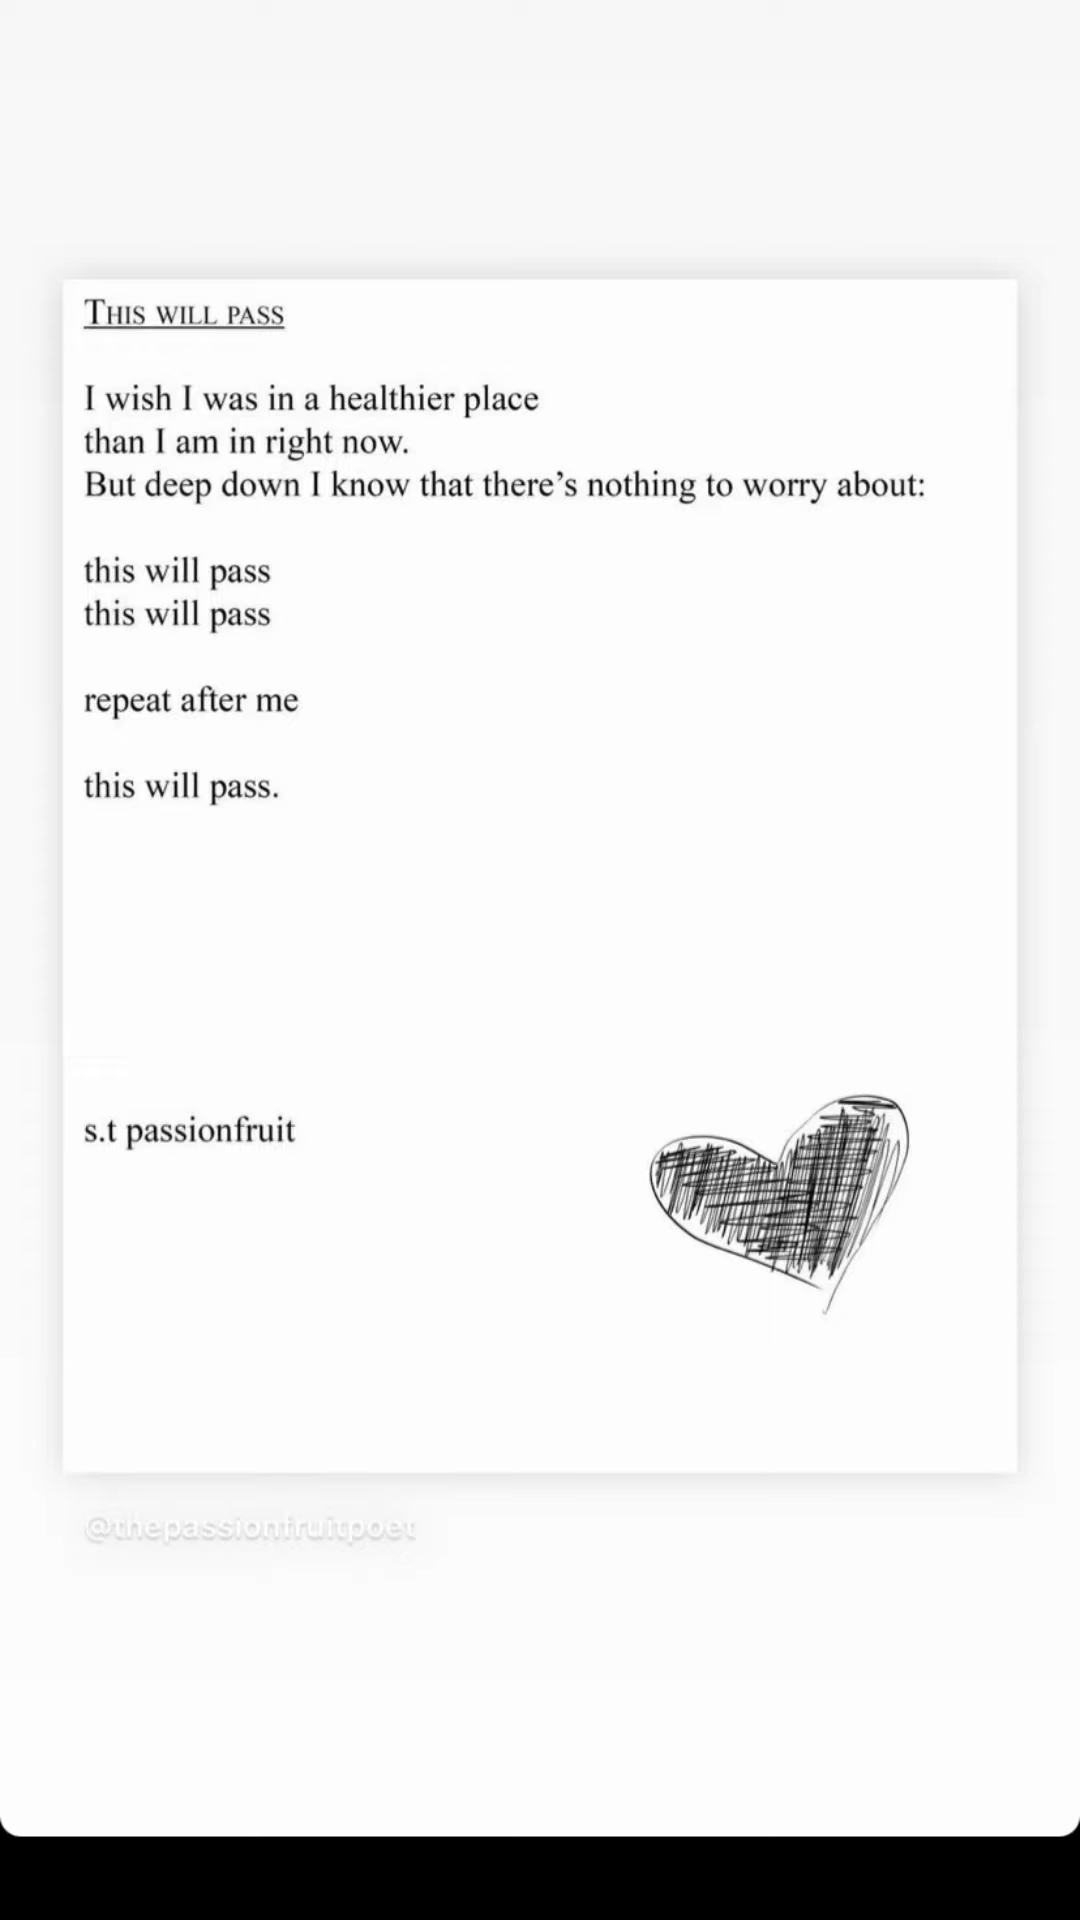 THIS WILL PASS
I wish I was in a healthier place
than I am in right now.
But deep down I know that there’s nothing to worry about:
this will pass
this will pass
repeat after me
this will pass.
s.t passionfruit
@thepassionfruitpoet